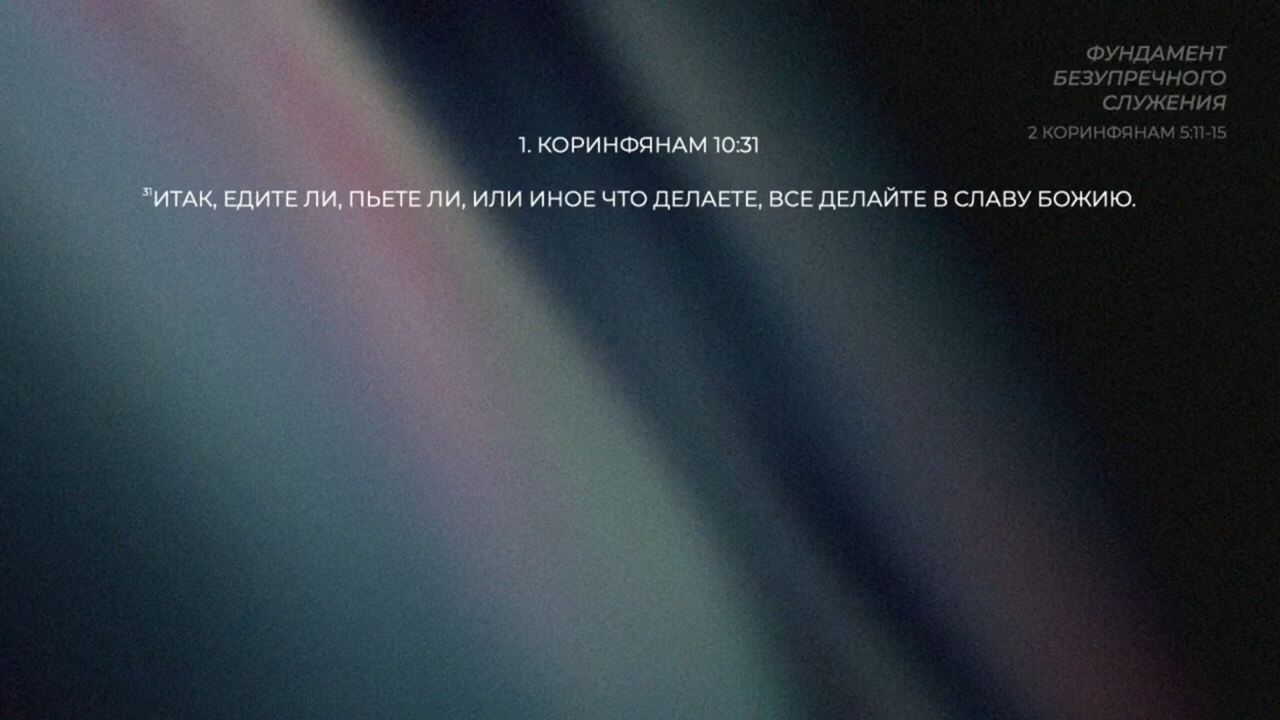 ФУНДАМЕНТ
БЕЗУПРЕЧНОГО
СЛУЖЕНИЯ
2 КОРИНФЯНАМ 5:11-15
1. КОРИНФЯНАМ 10:31
31ИТАК, ЕДИТЕ ЛИ, ПЬЕТЕ ЛИ, ИЛИ ИНОЕ ЧТО ДЕЛАЕТЕ, ВСЕ ДЕЛАЙТЕ В СЛАВУ БОЖИЮ.